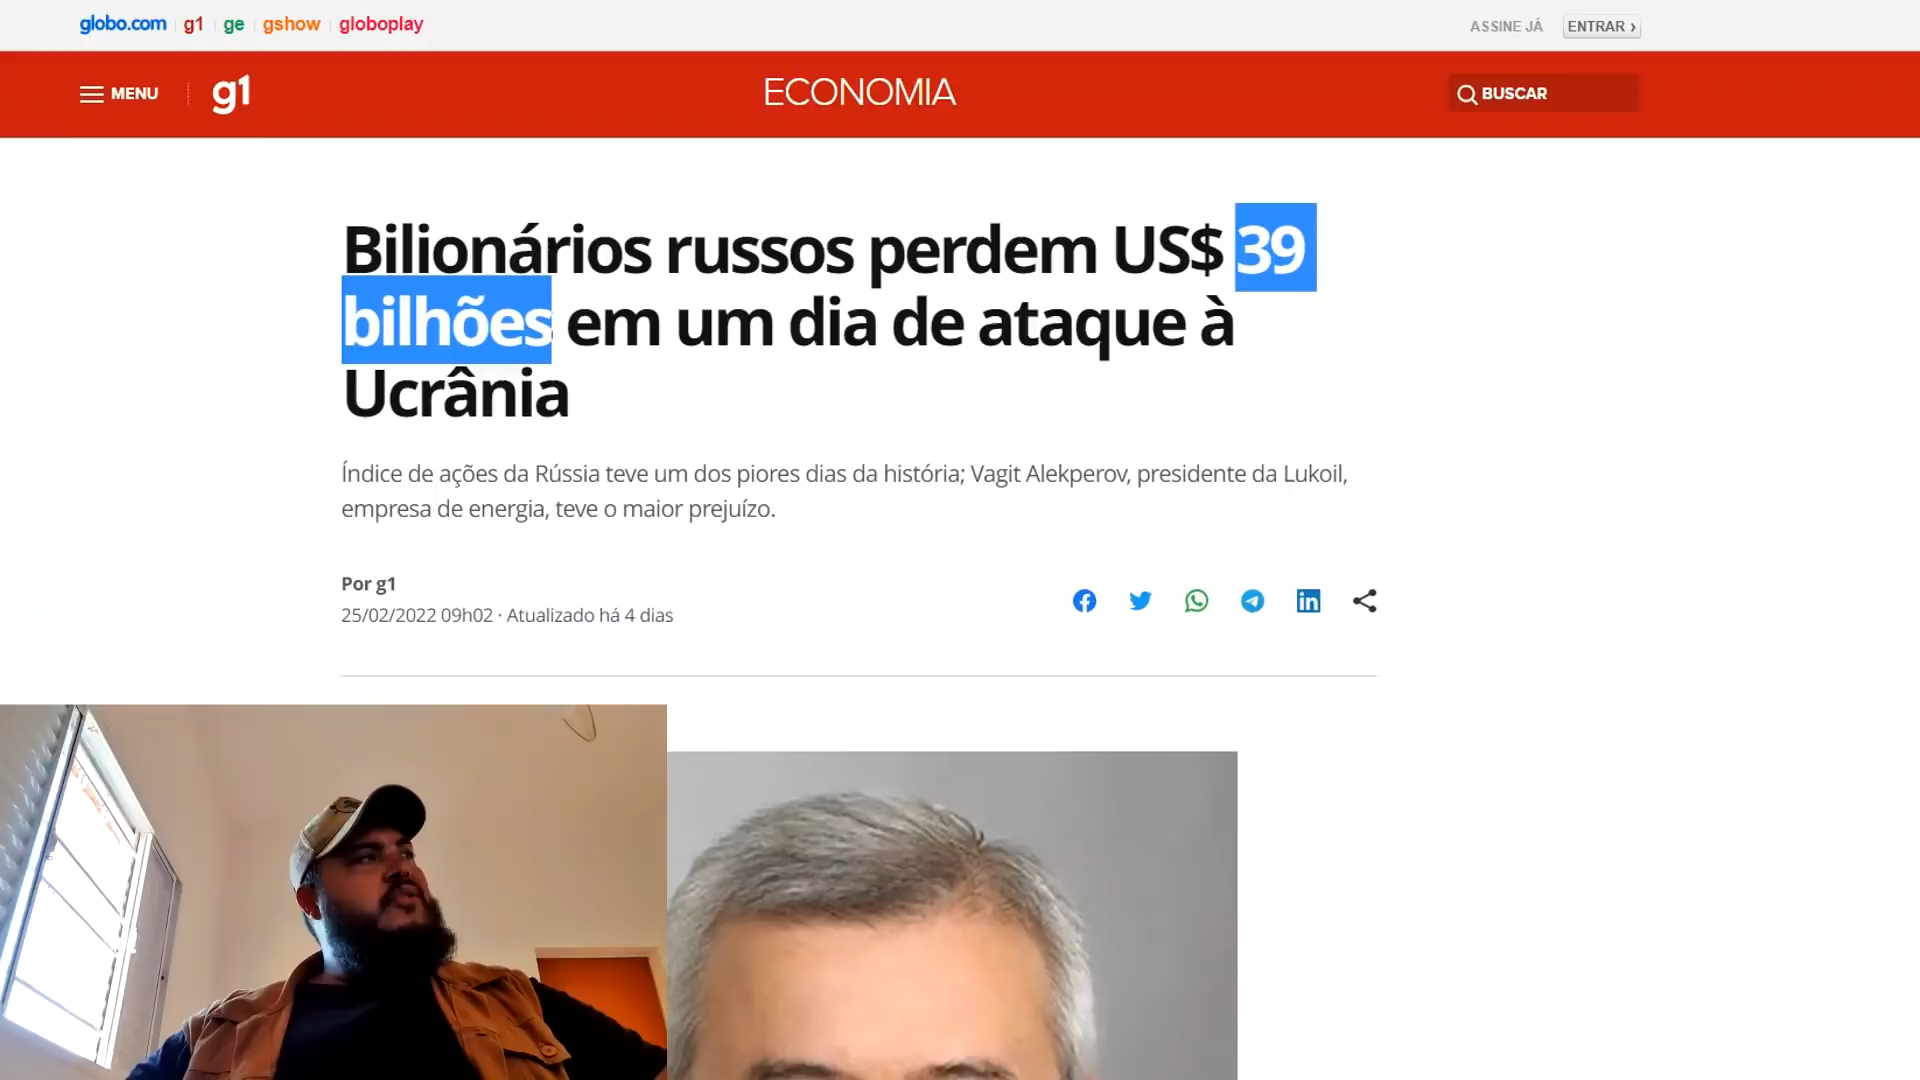 globo.com g1 ge gshow globoplay ASSINE JÁ ENTRAR ›
MENU g1 ECONOMIA BUSCAR
Bilionários russos perdem US$ 39
bilhões em um dia de ataque à
Ucrânia
Índice de ações da Rússia teve um dos piores dias da história; Vagit Alekperov, presidente da Lukoil,
empresa de energia, teve o maior prejuízo.
Por g1
25/02/2022 09h02 · Atualizado há 4 dias